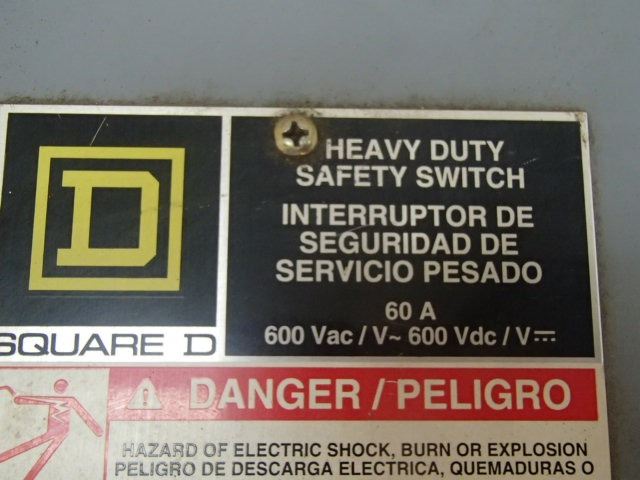 HEAVY DUTY
SAFETY SWITCH
INTERRUPTOR DE
SEGURIDAD DE
SERVICIO PESADO
60 A
600 Vac / V~ 600 Vdc / V⎓
D
SQUARE D
⚠ DANGER / PELIGRO
HAZARD OF ELECTRIC SHOCK, BURN OR EXPLOSION
PELIGRO DE DESCARGA ELECTRICA, QUEMADURAS O